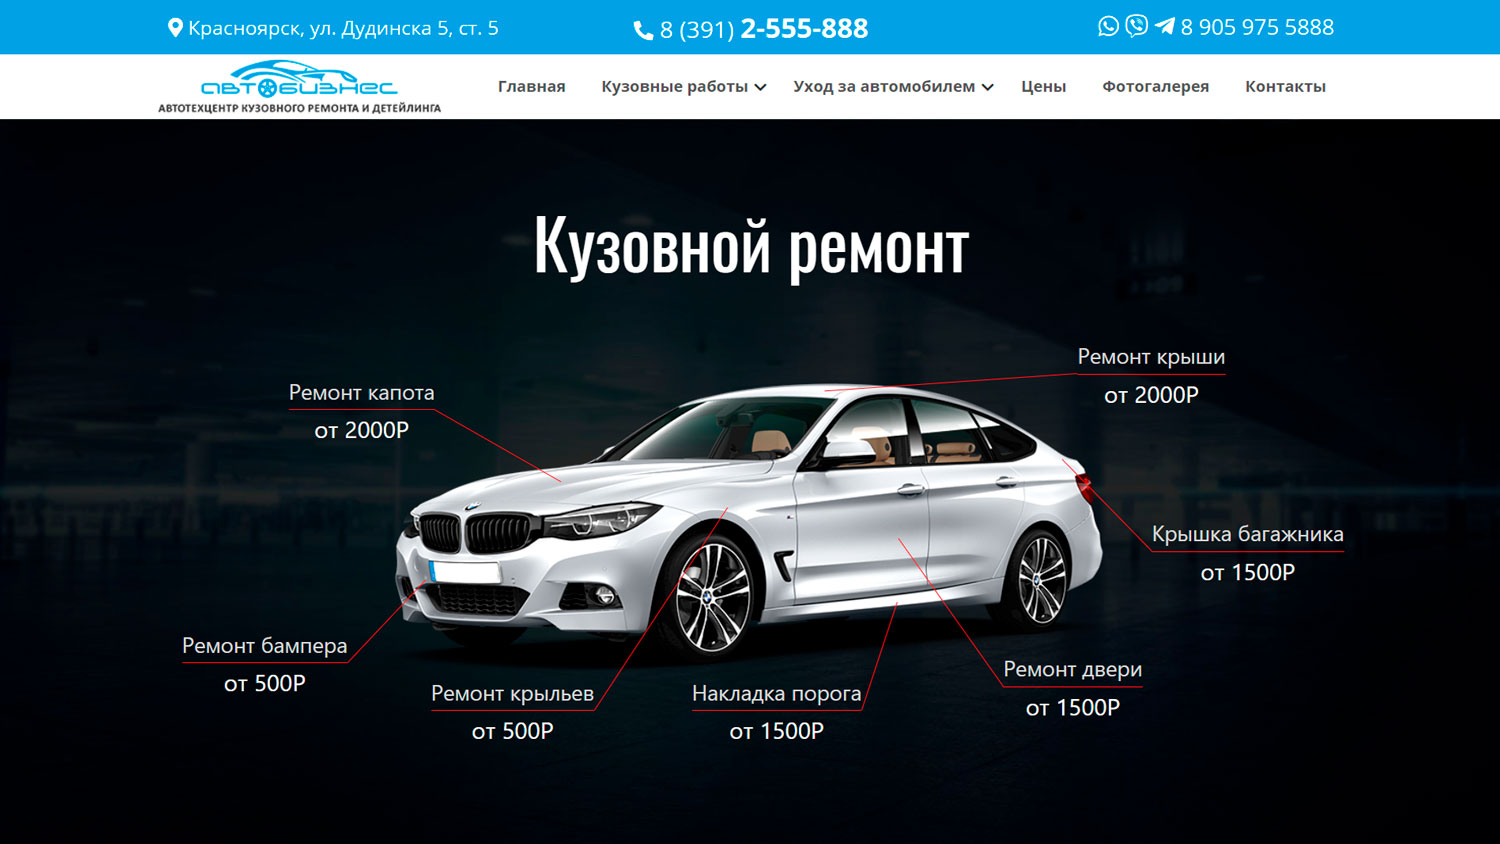 Красноярск, ул. Дудинска 5, ст. 5
8 (391) 2-555-888
8 905 975 5888
автобизнес
АВТОТЕХЦЕНТР КУЗОВНОГО РЕМОНТА И ДЕТЕЙЛИНГА
Главная
Кузовные работы
Уход за автомобилем
Цены
Фотогалерея
Контакты
Кузовной ремонт
Ремонт крыши
от 2000Р
Ремонт капота
от 2000Р
Крышка багажника
от 1500Р
Ремонт бампера
от 500Р
Ремонт крыльев
от 500Р
Накладка порога
от 1500Р
Ремонт двери
от 1500Р